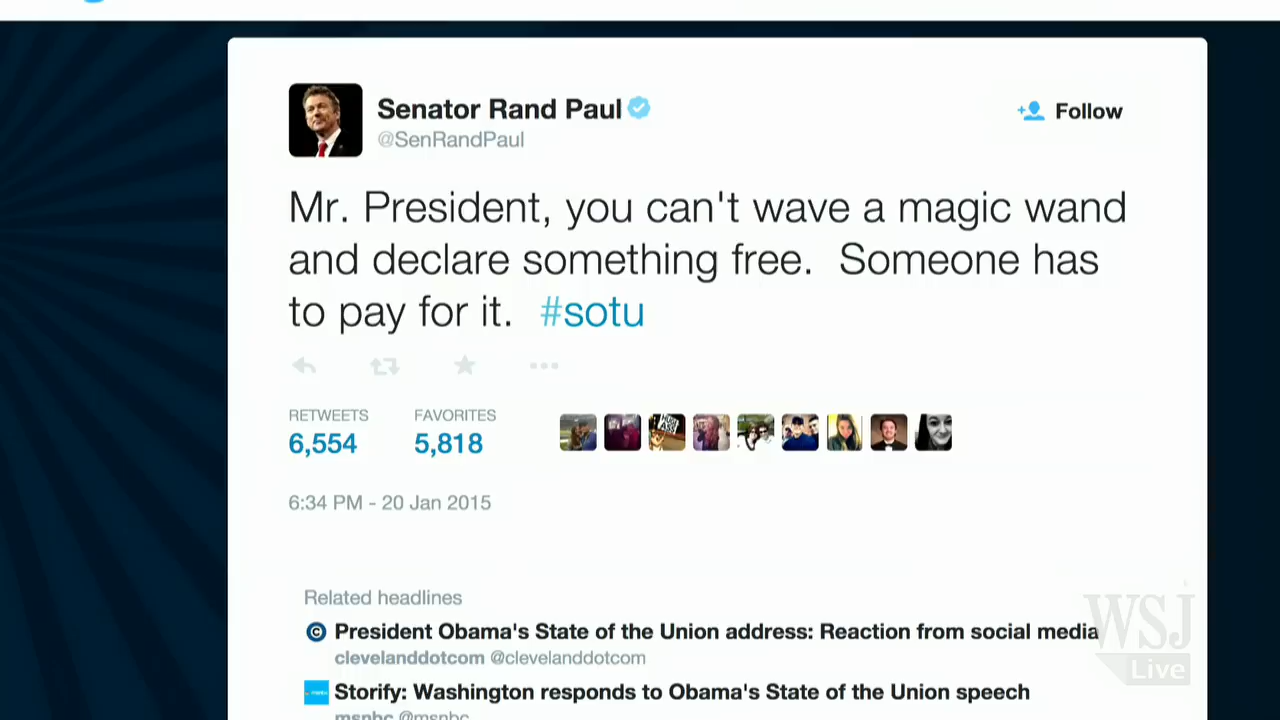 Senator Rand Paul
@SenRandPaul
Follow
Mr. President, you can't wave a magic wand
and declare something free.  Someone has
to pay for it.  #sotu
RETWEETS
FAVORITES
6,554
5,818
6:34 PM - 20 Jan 2015
Related headlines
President Obama's State of the Union address: Reaction from social media
clevelanddotcom @clevelanddotcom
Storify: Washington responds to Obama's State of the Union speech
msnbc @msnbc
WSJ
Live